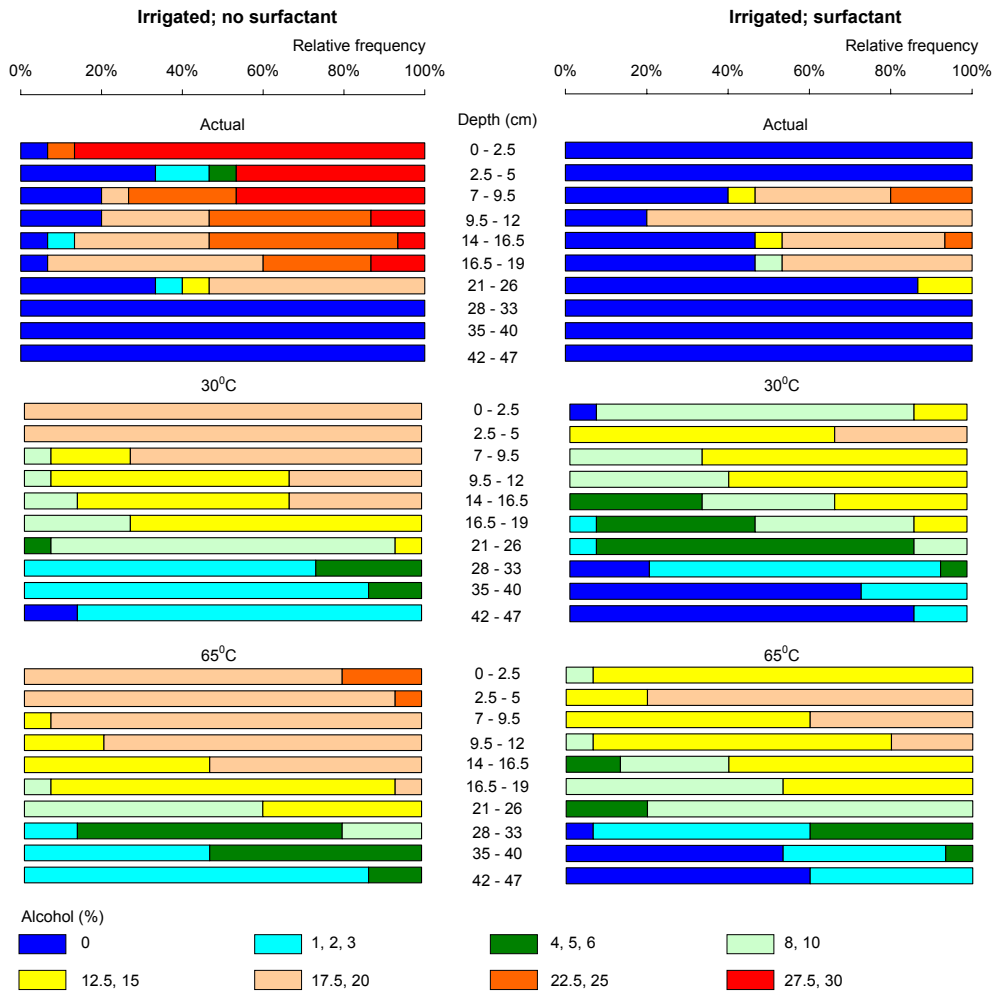 Irrigated; no surfactant Irrigated; surfactant
Relative frequency Relative frequency
0% 20% 40% 60% 80% 100% 0% 20% 40% 60% 80% 100%
Actual Depth (cm) Actual
0 - 2.5
2.5 - 5
7 - 9.5
9.5 - 12
14 - 16.5
16.5 - 19
21 - 26
28 - 33
35 - 40
42 - 47
30⁰C 30⁰C
0 - 2.5
2.5 - 5
7 - 9.5
9.5 - 12
14 - 16.5
16.5 - 19
21 - 26
28 - 33
35 - 40
42 - 47
65⁰C 65⁰C
0 - 2.5
2.5 - 5
7 - 9.5
9.5 - 12
14 - 16.5
16.5 - 19
21 - 26
28 - 33
35 - 40
42 - 47
Alcohol (%)
0 1, 2, 3 4, 5, 6 8, 10
12.5, 15 17.5, 20 22.5, 25 27.5, 30